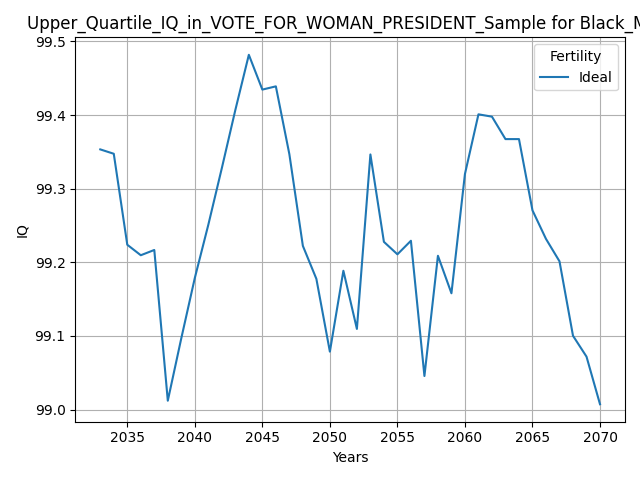 Upper_Quartile_IQ_in_VOTE_FOR_WOMAN_PRESIDENT_Sample for Black_M
99.5
99.4
99.3
99.2
99.1
99.0
IQ
Fertility
Ideal
2035 2040 2045 2050 2055 2060 2065 2070
Years